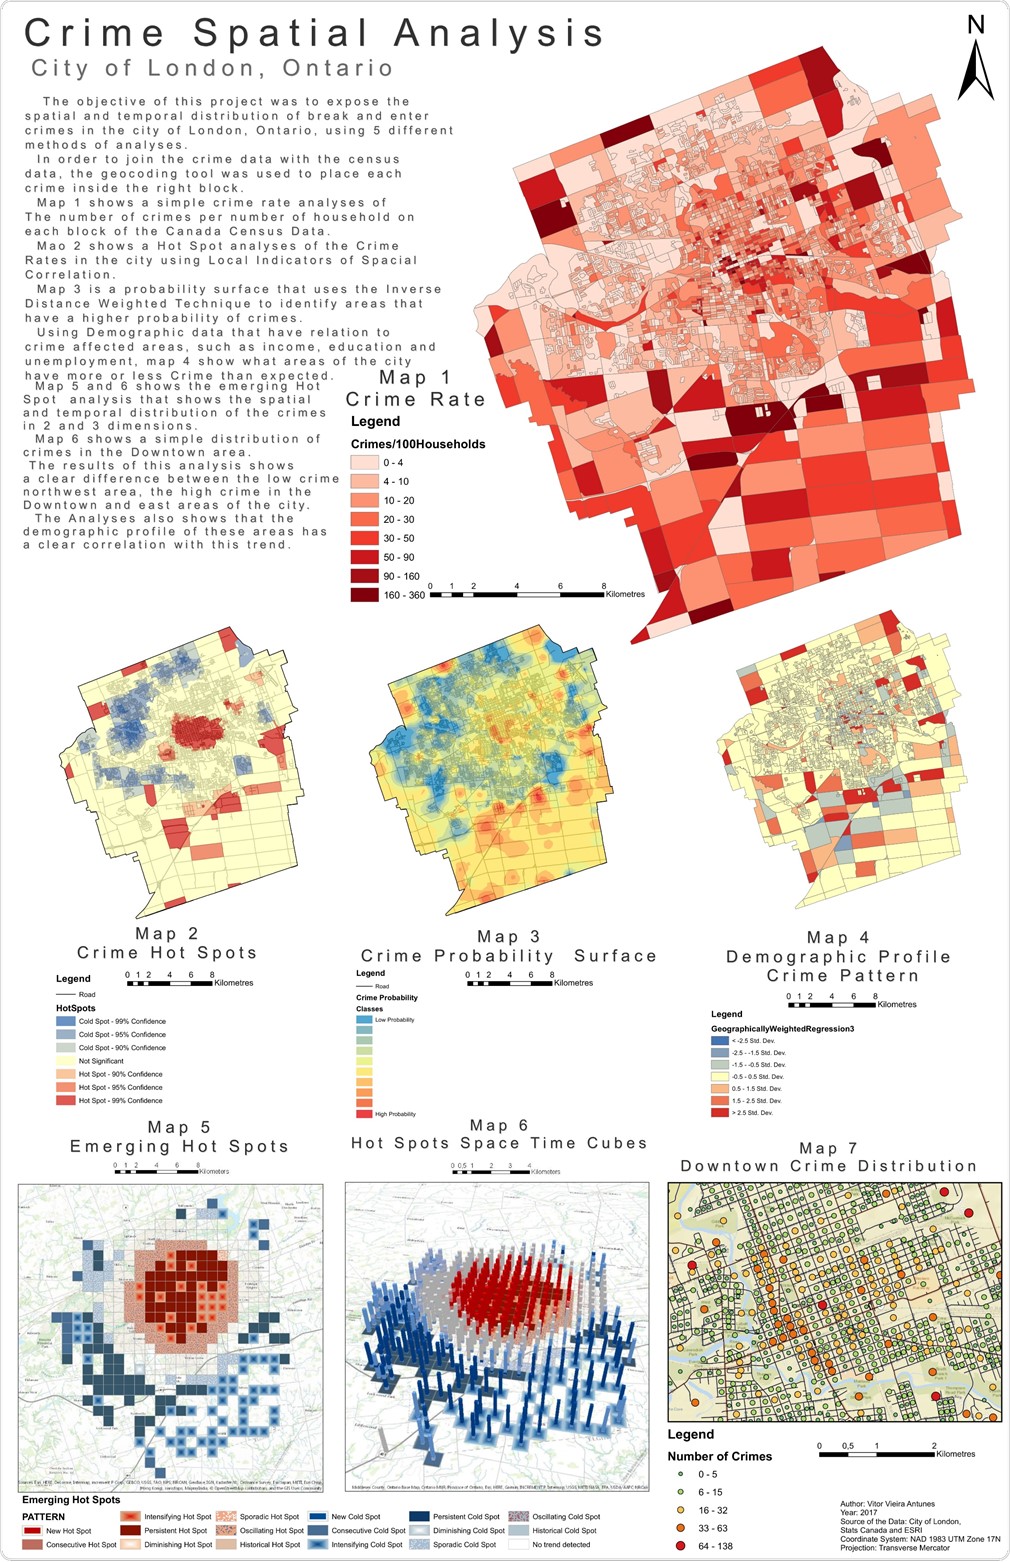 Crime Spatial Analysis
City of London, Ontario
N
The objective of this project was to expose the
spatial and temporal distribution of break and enter
crimes in the city of London, Ontario, using 5 different
methods of analyses.
In order to join the crime data with the census
data, the geocoding tool was used to place each
crime inside the right block.
Map 1 shows a simple crime rate analyses of
The number of crimes per number of household on
each block of the Canada Census Data.
Mao 2 shows a Hot Spot analyses of the Crime
Rates in the city using Local Indicators of Spacial
Correlation.
Map 3 is a probability surface that uses the Inverse
Distance Weighted Technique to identify areas that
have a higher probability of crimes.
Using Demographic data that have relation to
crime affected areas, such as income, education and
unemployment, map 4 show what areas of the city
have more or less Crime than expected.
Map 5 and 6 shows the emerging Hot
Spot analysis that shows the spatial
and temporal distribution of the crimes
in 2 and 3 dimensions.
Map 6 shows a simple distribution of
crimes in the Downtown area.
The results of this analysis shows
a clear difference between the low crime
northwest area, the high crime in the
Downtown and east areas of the city.
The Analyses also shows that the
demographic profile of these areas has
a clear correlation with this trend.
Map 1
Crime Rate
Legend
Crimes/100Households
0 - 4
4 - 10
10 - 20
20 - 30
30 - 50
50 - 90
90 - 160
160 - 360
0 1 2 4 6 8
Kilometres
Map 2
Crime Hot Spots
Legend
0 1 2 4 6 8
Kilometres
Road
HotSpots
Cold Spot - 99% Confidence
Cold Spot - 95% Confidence
Cold Spot - 90% Confidence
Not Significant
Hot Spot - 90% Confidence
Hot Spot - 95% Confidence
Hot Spot - 99% Confidence
Map 3
Crime Probability Surface
Legend
0 1 2 4 6 8
Kilometres
Road
Crime Probability
Classes
Low Probability
High Probability
Map 4
Demographic Profile
Crime Pattern
0 1 2 4 6 8
Kilometres
Legend
GeographicallyWeightedRegression3
< -2.5 Std. Dev.
-2.5 - -1.5 Std. Dev.
-1.5 - -0.5 Std. Dev.
-0.5 - 0.5 Std. Dev.
0.5 - 1.5 Std. Dev.
1.5 - 2.5 Std. Dev.
> 2.5 Std. Dev.
Map 5
Emerging Hot Spots
0 1 2 4 6 8
Kilometers
Map 6
Hot Spots Space Time Cubes
0 0.5 1 2 3 4
Kilometers
Map 7
Downtown Crime Distribution
Legend
Number of Crimes
0 - 5
6 - 15
16 - 32
33 - 63
64 - 138
0 0,5 1 2
Kilometres
Emerging Hot Spots
PATTERN
New Hot Spot
Consecutive Hot Spot
Intensifying Hot Spot
Persistent Hot Spot
Diminishing Hot Spot
Sporadic Hot Spot
Oscillating Hot Spot
Historical Hot Spot
New Cold Spot
Consecutive Cold Spot
Intensifying Cold Spot
Persistent Cold Spot
Diminishing Cold Spot
Sporadic Cold Spot
Oscillating Cold Spot
Historical Cold Spot
No trend detected
Author: Vitor Vieira Antunes
Year: 2017
Source of the Data: City of London,
Stats Canada and ESRI
Coordinate System: NAD 1983 UTM Zone 17N
Projection: Transverse Mercator